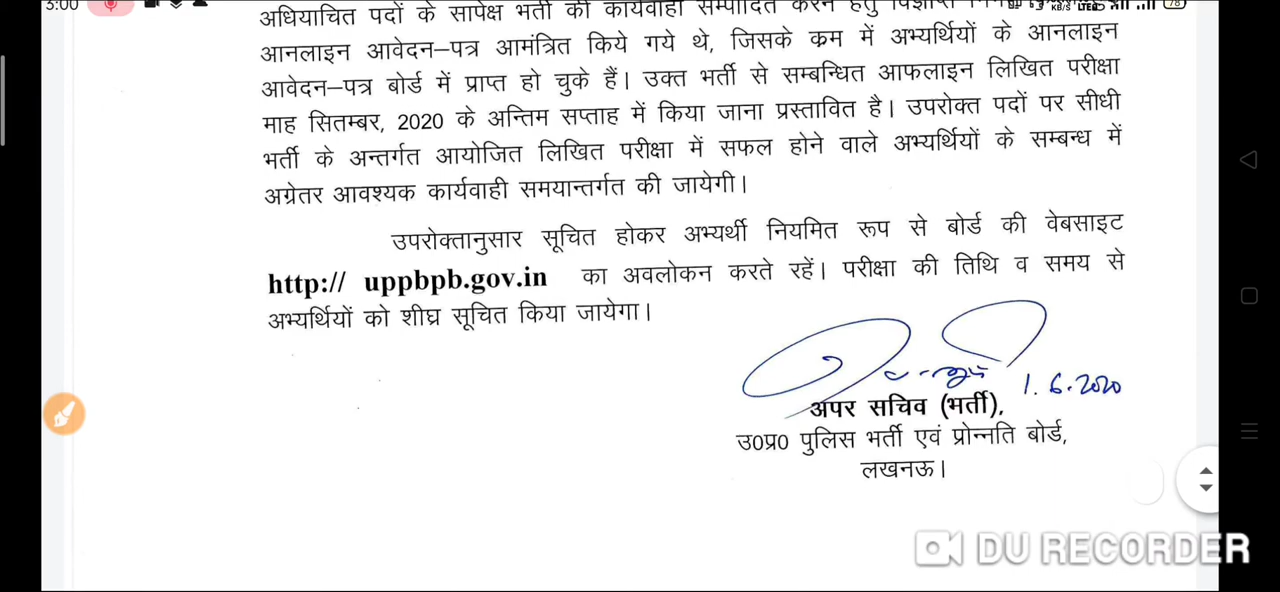 3:00
अधियाचित पदों के सापेक्ष भर्ती की कार्यवाही सम्पादित करने हेतु
आनलाइन आवेदन–पत्र आमंत्रित किये गये थे, जिसके क्रम में अभ्यर्थियों के आनलाइन
आवेदन–पत्र बोर्ड में प्राप्त हो चुके हैं। उक्त भर्ती से सम्बन्धित आफलाइन लिखित परीक्षा
माह सितम्बर, 2020 के अन्तिम सप्ताह में किया जाना प्रस्तावित है। उपरोक्त पदों पर सीधी
भर्ती के अन्तर्गत आयोजित लिखित परीक्षा में सफल होने वाले अभ्यर्थियों के सम्बन्ध में
अग्रेतर आवश्यक कार्यवाही समयान्तर्गत की जायेगी।
उपरोक्तानुसार सूचित होकर अभ्यर्थी नियमित रूप से बोर्ड की वेबसाइट
http:// uppbpb.gov.in का अवलोकन करते रहें। परीक्षा की तिथि व समय से
अभ्यर्थियों को शीघ्र सूचित किया जायेगा।
1.6.2020
अपर सचिव (भर्ती),
उ0प्र0 पुलिस भर्ती एवं प्रोन्नति बोर्ड,
लखनऊ।
DU RECORDER